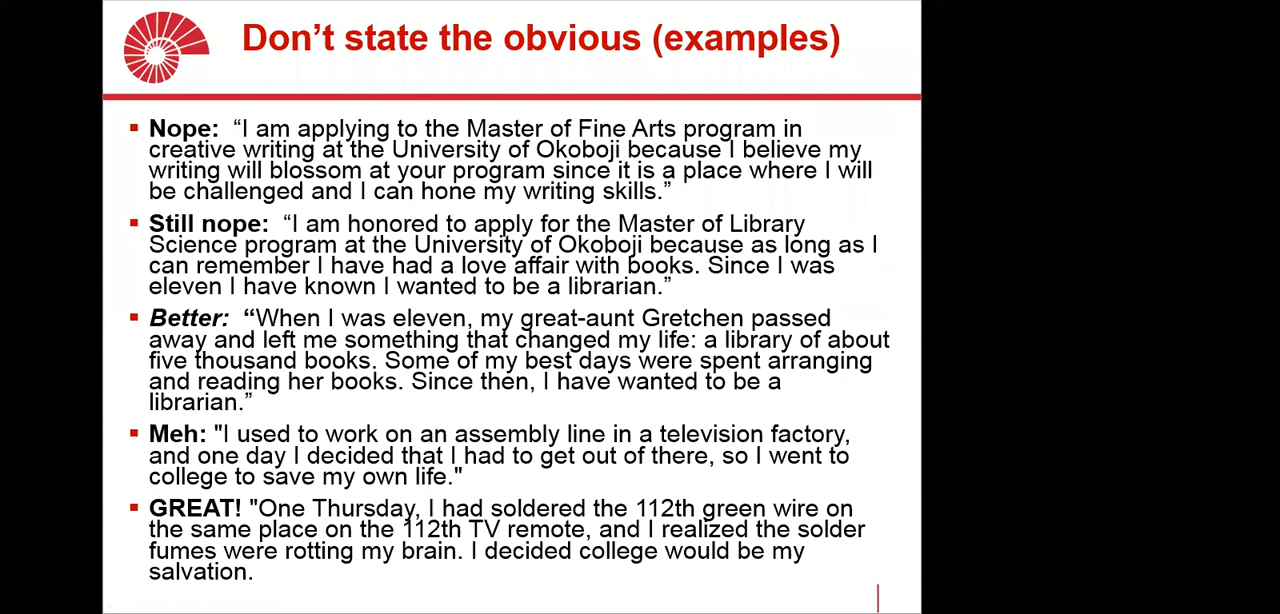 Don’t state the obvious (examples)
▪ Nope:  “I am applying to the Master of Fine Arts program in
creative writing at the University of Okoboji because I believe my
writing will blossom at your program since it is a place where I will
be challenged and I can hone my writing skills.”
▪ Still nope:  “I am honored to apply for the Master of Library
Science program at the University of Okoboji because as long as I
can remember I have had a love affair with books. Since I was
eleven I have known I wanted to be a librarian.”
▪ Better:  “When I was eleven, my great-aunt Gretchen passed
away and left me something that changed my life: a library of about
five thousand books. Some of my best days were spent arranging
and reading her books. Since then, I have wanted to be a
librarian.”
▪ Meh: "I used to work on an assembly line in a television factory,
and one day I decided that I had to get out of there, so I went to
college to save my own life."
▪ GREAT! "One Thursday, I had soldered the 112th green wire on
the same place on the 112th TV remote, and I realized the solder
fumes were rotting my brain. I decided college would be my
salvation.